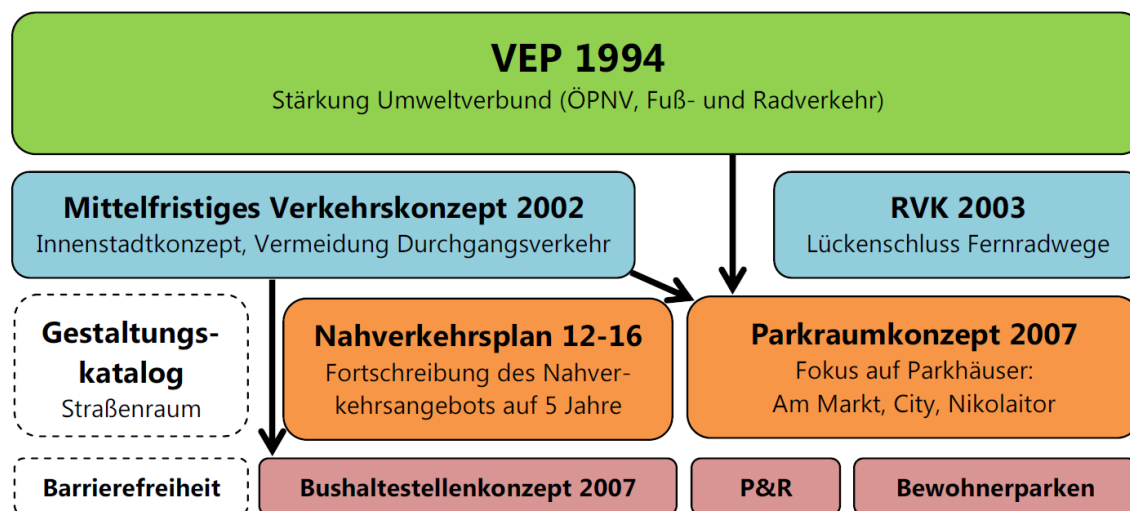 VEP 1994
Stärkung Umweltverbund (ÖPNV, Fuß- und Radverkehr)
Mittelfristiges Verkehrskonzept 2002
Innenstadtkonzept, Vermeidung Durchgangsverkehr
RVK 2003
Lückenschluss Fernradwege
Gestaltungs-
katalog
Straßenraum
Nahverkehrsplan 12-16
Fortschreibung des Nahver-
kehrsangebots auf 5 Jahre
Parkraumkonzept 2007
Fokus auf Parkhäuser:
Am Markt, City, Nikolaitor
Barrierefreiheit
Bushaltestellenkonzept 2007
P&R
Bewohnerparken